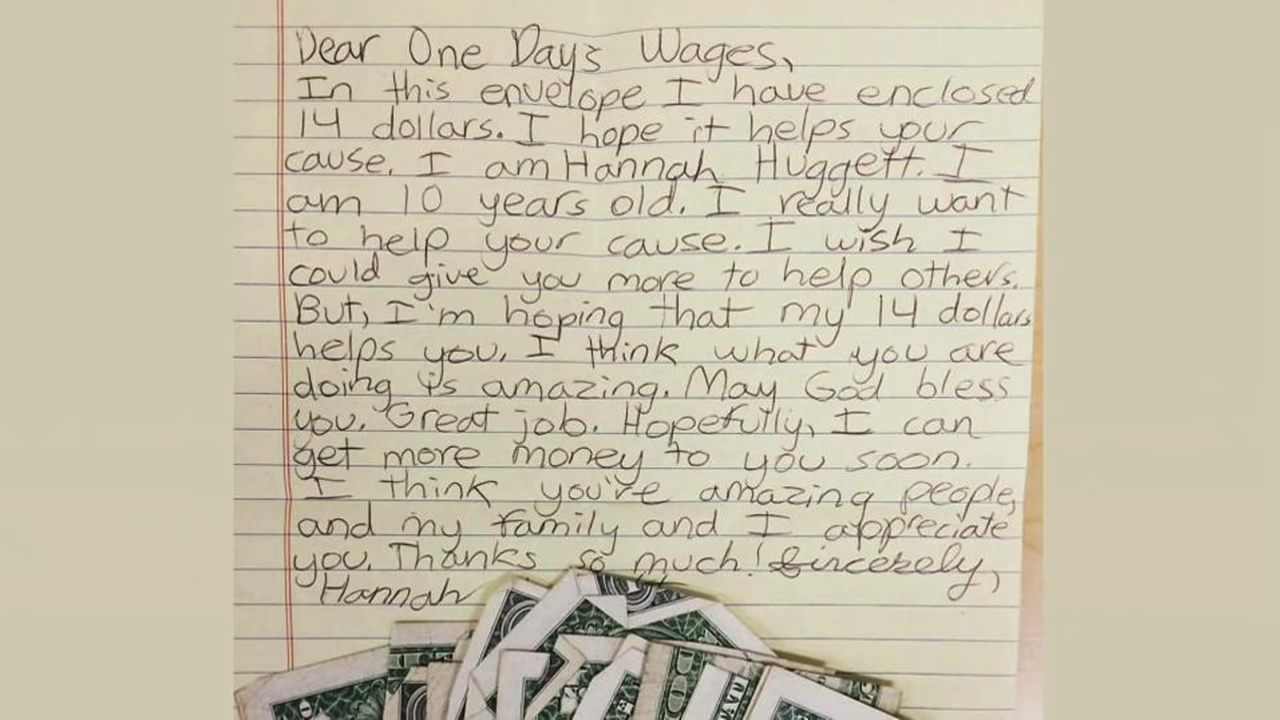 Dear One Day's Wages,
In this envelope I have enclosed
14 dollars. I hope it helps your
cause. I am Hannah Huggett. I
am 10 years old. I really want
to help your cause. I wish I
could give you more to help others.
But, I'm hoping that my 14 dollars
helps you. I think what you are
doing is amazing. May God bless
you. Great job. Hopefully, I can
get more money to you soon.
I think you're amazing people,
and my family and I appreciate
you. Thanks so much! Sincerely,
Hannah